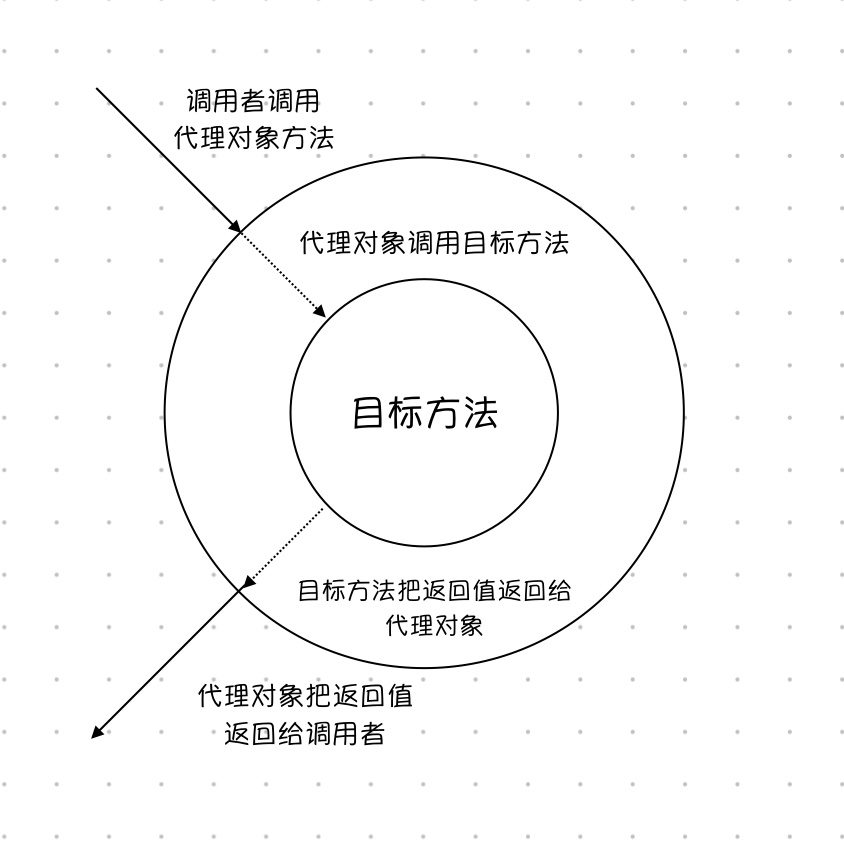 调用者调用
代理对象方法
代理对象调用目标方法
目标方法
目标方法把返回值返回给
代理对象
代理对象把返回值
返回给调用者